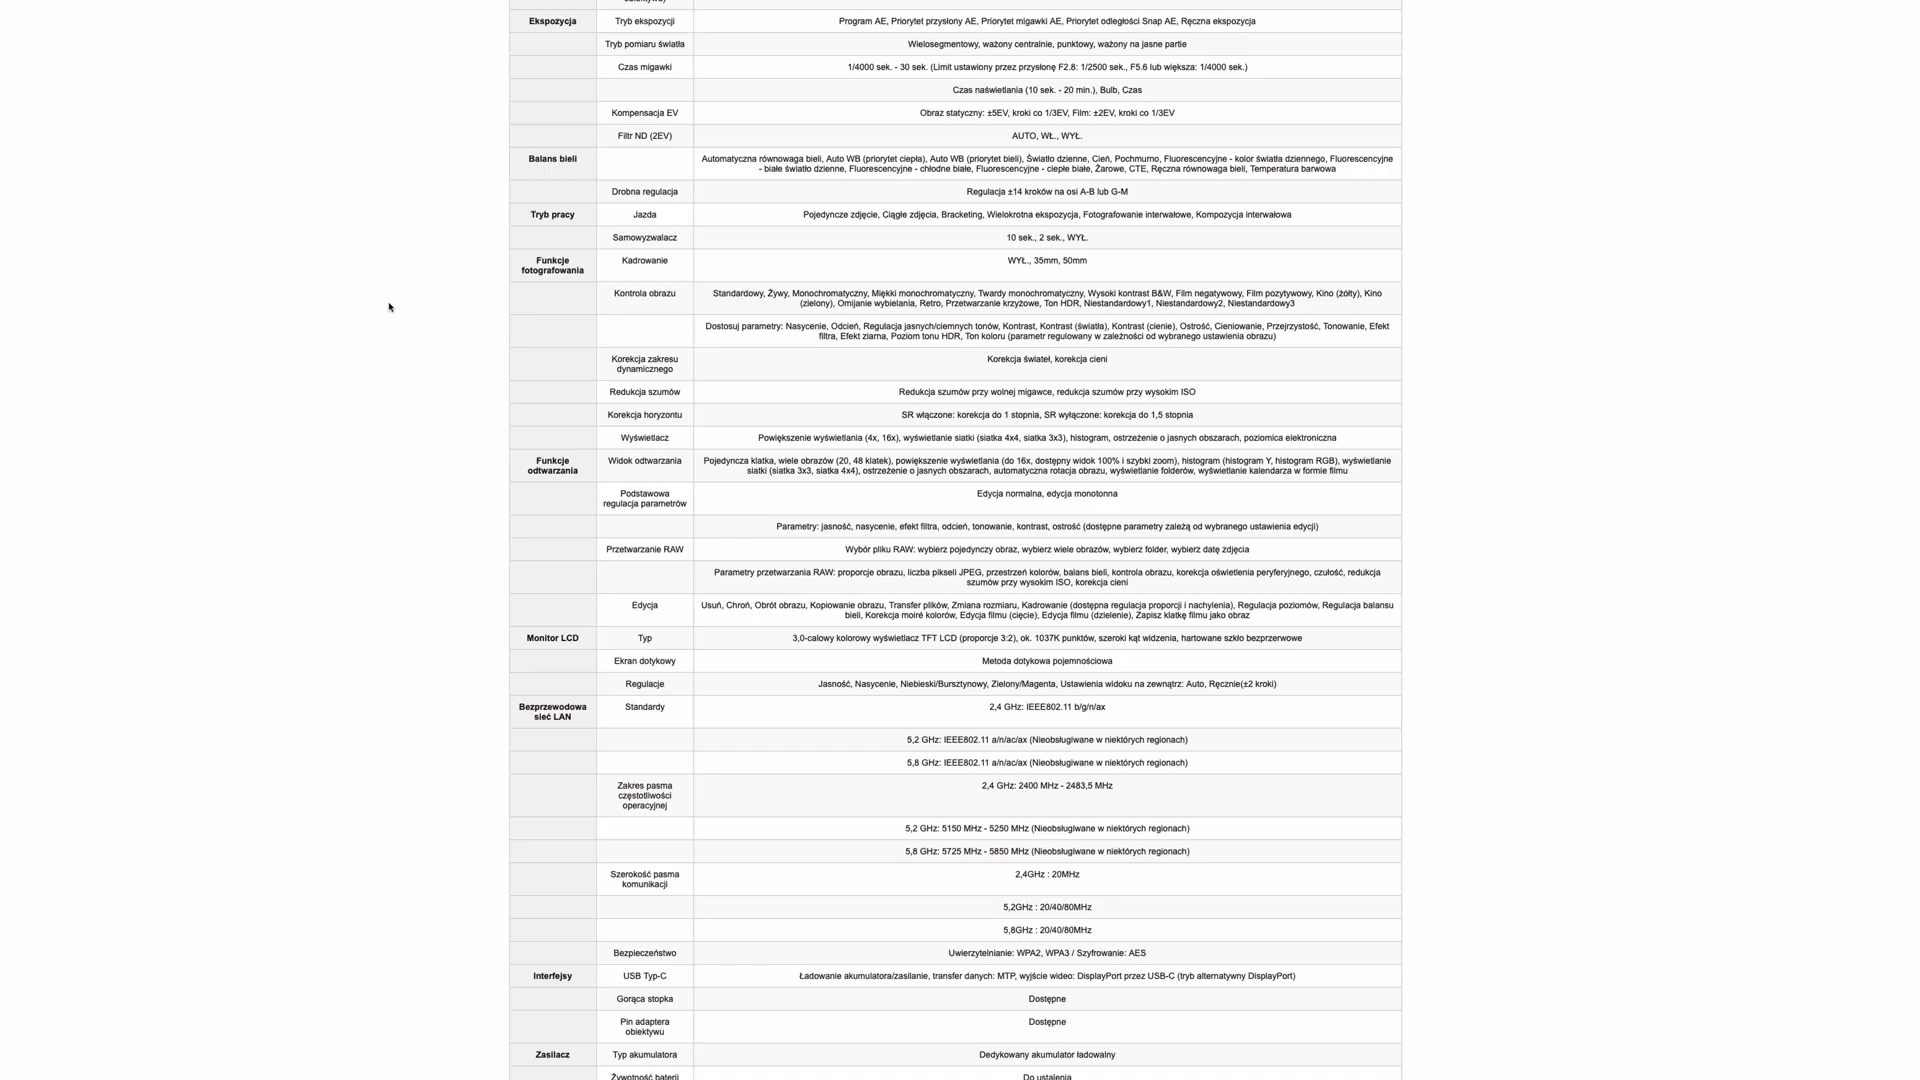 obiektywu)
Ekspozycja Tryb ekspozycji Program AE, Priorytet przysłony AE, Priorytet migawki AE, Priorytet odległości Snap AE, Ręczna ekspozycja
Tryb pomiaru światła Wielosegmentowy, ważony centralnie, punktowy, ważony na jasne partie
Czas migawki 1/4000 sek. - 30 sek. (Limit ustawiony przez przysłonę F2.8: 1/2500 sek., F5.6 lub większa: 1/4000 sek.)
Czas naświetlania (10 sek. - 20 min.), Bulb, Czas
Kompensacja EV Obraz statyczny: ±5EV, kroki co 1/3EV, Film: ±2EV, kroki co 1/3EV
Filtr ND (2EV) AUTO, WŁ., WYŁ.
Balans bieli Automatyczna równowaga bieli, Auto WB (priorytet ciepła), Auto WB (priorytet bieli), Światło dzienne, Cień, Pochmurno, Fluorescencyjne - kolor światła dziennego, Fluorescencyjne
- białe światło dzienne, Fluorescencyjne - chłodne białe, Fluorescencyjne - ciepłe białe, Żarowe, CTE, Ręczna równowaga bieli, Temperatura barwowa
Drobna regulacja Regulacja ±14 kroków na osi A-B lub G-M
Tryb pracy Jazda Pojedyncze zdjęcie, Ciągłe zdjęcia, Bracketing, Wielokrotna ekspozycja, Fotografowanie interwałowe, Kompozycja interwałowa
Samowyzwalacz 10 sek., 2 sek., WYŁ.
Funkcje
fotografowania Kadrowanie WYŁ., 35mm, 50mm
Kontrola obrazu Standardowy, Żywy, Monochromatyczny, Miękki monochromatyczny, Twardy monochromatyczny, Wysoki kontrast B&W, Film negatywowy, Film pozytywowy, Kino (żółty), Kino
(zielony), Omijanie wybielania, Retro, Przetwarzanie krzyżowe, Ton HDR, Niestandardowy1, Niestandardowy2, Niestandardowy3
Dostosuj parametry: Nasycenie, Odcień, Regulacja jasnych/ciemnych tonów, Kontrast, Kontrast (światła), Kontrast (cienie), Ostrość, Cieniowanie, Przejrzystość, Tonowanie, Efekt
filtra, Efekt ziarna, Poziom tonu HDR, Ton koloru (parametr regulowany w zależności od wybranego ustawienia obrazu)
Korekcja zakresu
dynamicznego Korekcja świateł, korekcja cieni
Redukcja szumów Redukcja szumów przy wolnej migawce, redukcja szumów przy wysokim ISO
Korekcja horyzontu SR włączone: korekcja do 1 stopnia, SR wyłączone: korekcja do 1,5 stopnia
Wyświetlacz Powiększenie wyświetlania (4x, 16x), wyświetlanie siatki (siatka 4x4, siatka 3x3), histogram, ostrzeżenie o jasnych obszarach, poziomica elektroniczna
Funkcje
odtwarzania Widok odtwarzania Pojedyncza klatka, wiele obrazów (20, 48 klatek), powiększenie wyświetlania (do 16x, dostępny widok 100% i szybki zoom), histogram (histogram Y, histogram RGB), wyświetlanie
siatki (siatka 3x3, siatka 4x4), ostrzeżenie o jasnych obszarach, automatyczna rotacja obrazu, wyświetlanie folderów, wyświetlanie kalendarza w formie filmu
Podstawowa
regulacja parametrów Edycja normalna, edycja monotonna
Parametry: jasność, nasycenie, efekt filtra, odcień, tonowanie, kontrast, ostrość (dostępne parametry zależą od wybranego ustawienia edycji)
Przetwarzanie RAW Wybór pliku RAW: wybierz pojedynczy obraz, wybierz wiele obrazów, wybierz folder, wybierz datę zdjęcia
Parametry przetwarzania RAW: proporcje obrazu, liczba pikseli JPEG, przestrzeń kolorów, balans bieli, kontrola obrazu, korekcja oświetlenia peryferyjnego, czułość, redukcja
szumów przy wysokim ISO, korekcja cieni
Edycja Usuń, Chroń, Obrót obrazu, Kopiowanie obrazu, Transfer plików, Zmiana rozmiaru, Kadrowanie (dostępna regulacja proporcji i nachylenia), Regulacja poziomów, Regulacja balansu
bieli, Korekcja moiré kolorów, Edycja filmu (cięcie), Edycja filmu (dzielenie), Zapisz klatkę filmu jako obraz
Monitor LCD Typ 3,0-calowy kolorowy wyświetlacz TFT LCD (proporcje 3:2), ok. 1037K punktów, szeroki kąt widzenia, hartowane szkło bezprzerwowe
Ekran dotykowy Metoda dotykowa pojemnościowa
Regulacje Jasność, Nasycenie, Niebieski/Bursztynowy, Zielony/Magenta, Ustawienia widoku na zewnątrz: Auto, Ręcznie(±2 kroki)
Bezprzewodowa
sieć LAN Standardy 2,4 GHz: IEEE802.11 b/g/n/ax
5,2 GHz: IEEE802.11 a/n/ac/ax (Nieobsługiwane w niektórych regionach)
5,8 GHz: IEEE802.11 a/n/ac/ax (Nieobsługiwane w niektórych regionach)
Zakres pasma
częstotliwości
operacyjnej 2,4 GHz: 2400 MHz - 2483,5 MHz
5,2 GHz: 5150 MHz - 5250 MHz (Nieobsługiwane w niektórych regionach)
5,8 GHz: 5725 MHz - 5850 MHz (Nieobsługiwane w niektórych regionach)
Szerokość pasma
komunikacji 2,4GHz : 20MHz
5,2GHz : 20/40/80MHz
5,8GHz : 20/40/80MHz
Bezpieczeństwo Uwierzytelnianie: WPA2, WPA3 / Szyfrowanie: AES
Interfejsy USB Typ-C Ładowanie akumulatora/zasilanie, transfer danych: MTP, wyjście wideo: DisplayPort przez USB-C (tryb alternatywny DisplayPort)
Gorąca stopka Dostępne
Pin adaptera
obiektywu Dostępne
Zasilacz Typ akumulatora Dedykowany akumulator ładowalny
Żywotność baterii Do ustalenia